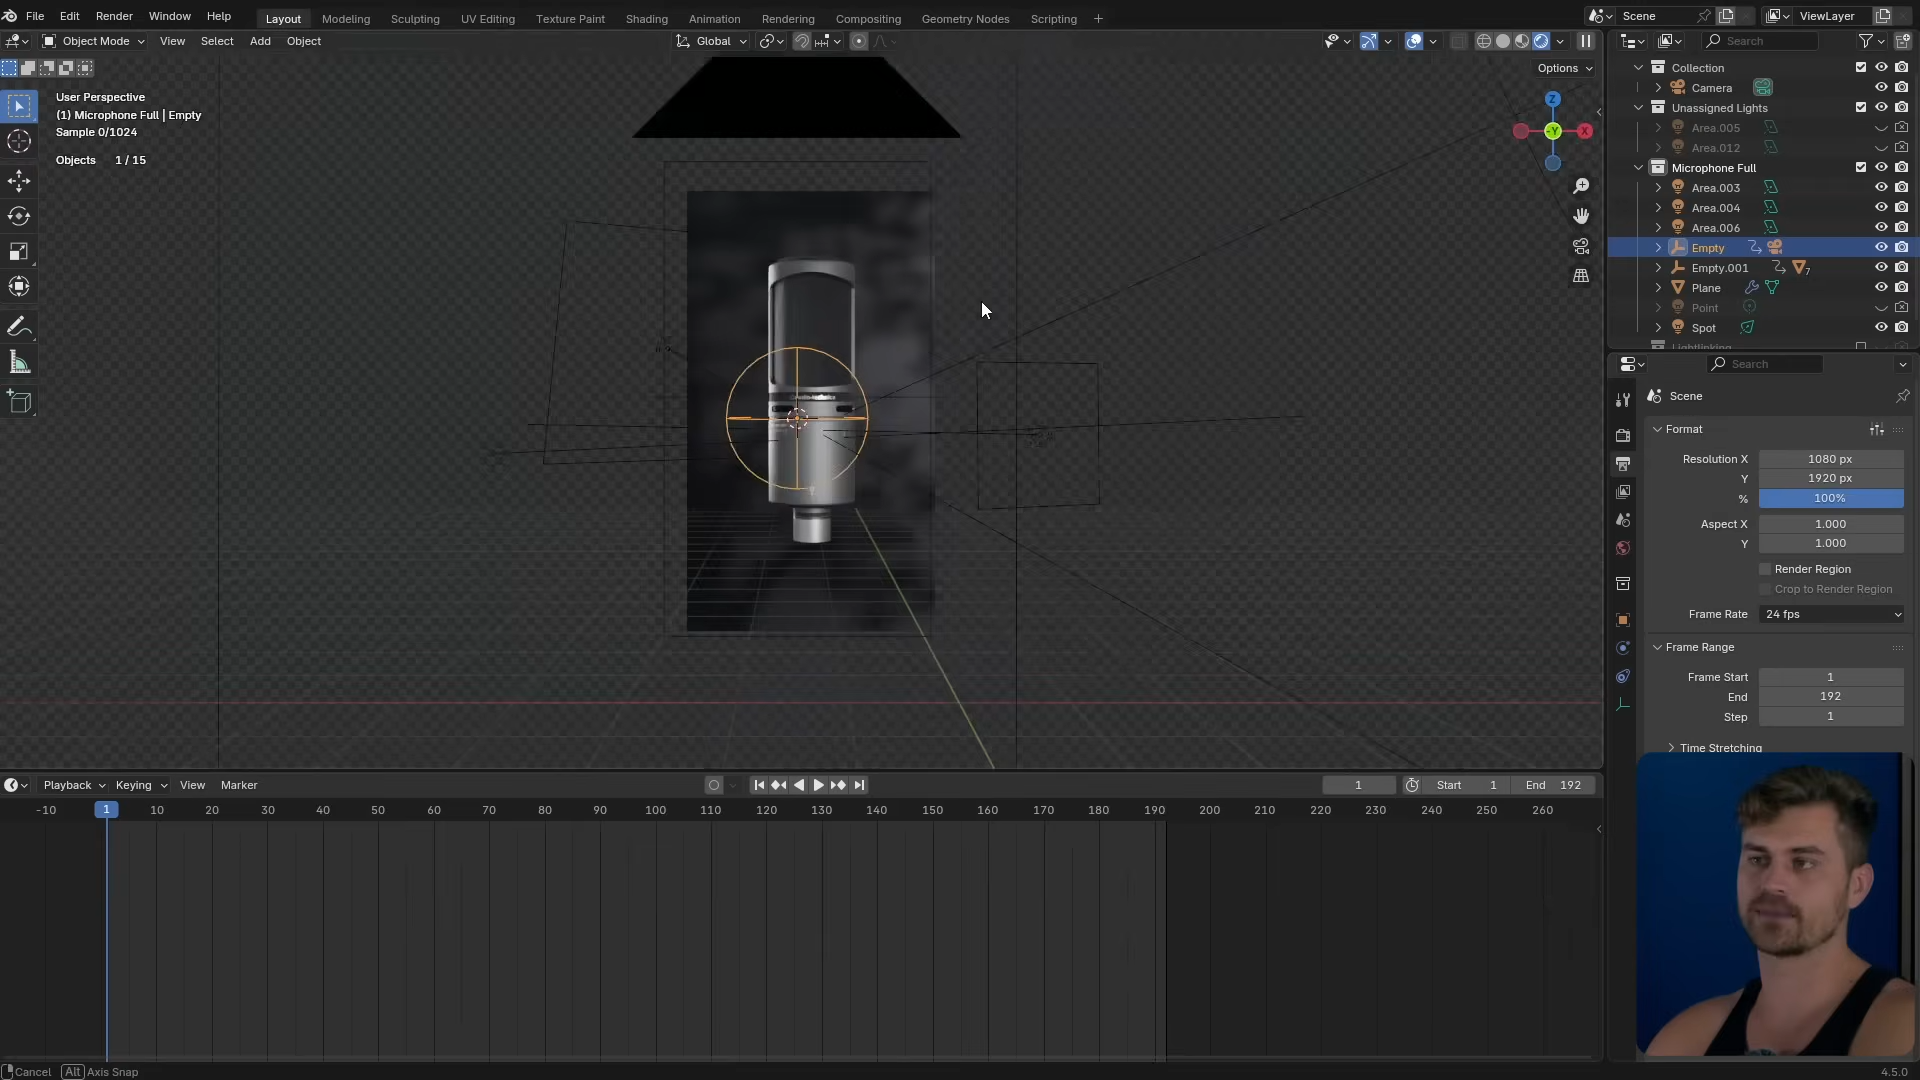 File Edit Render Window Help
Layout Modeling Sculpting UV Editing Texture Paint Shading Animation Rendering Compositing Geometry Nodes Scripting +
Scene
ViewLayer
Object Mode View Select Add Object
Global
Search
Options
User Perspective
(1) Microphone Full | Empty
Sample 0/1024
Objects 1 / 15
Z
-Y
X
Collection
Camera
Unassigned Lights
Area.005
Area.012
Microphone Full
Area.003
Area.004
Area.006
Empty
Empty.001
7
Plane
Point
Spot
Search
Scene
Format
Resolution X 1080 px
Y 1920 px
% 100%
Aspect X 1.000
Y 1.000
Render Region
Crop to Render Region
Frame Rate 24 fps
Frame Range
Frame Start 1
End 192
Step 1
Time Stretching
Playback Keying View Marker
1
Start 1
End 192
-10 1 10 20 30 40 50 60 70 80 90 100 110 120 130 140 150 160 170 180 190 200 210 220 230 240 250 260
Cancel Alt Axis Snap
4.5.0